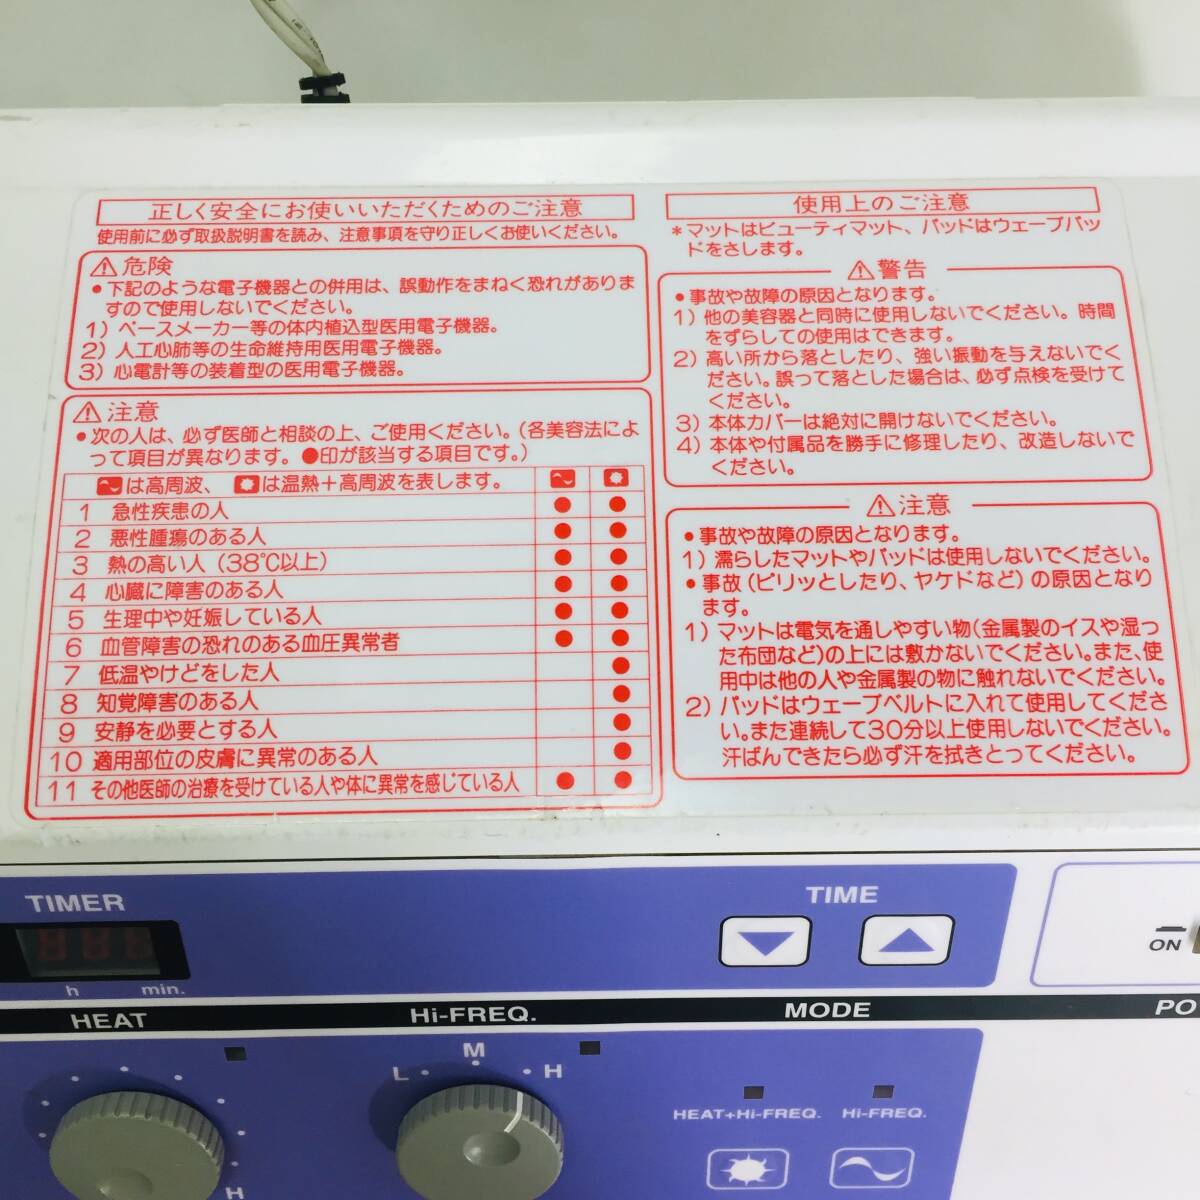 正しく安全にお使いいただくためのご注意
使用前に必ず取扱説明書を読み、注意事項を守り正しくお使いください。
⚠危険
●下記のような電子機器との併用は、誤動作をまねく恐れがありま
すので使用しないでください。
1）ペースメーカー等の体内植込型医用電子機器。
2）人工心肺等の生命維持用医用電子機器。
3）心電計等の装着型の医用電子機器。
⚠注意
●次の人は、必ず医師と相談の上、ご使用ください。（各美容法によ
って項目が異なります。●印が該当する項目です。）
は高周波、 は温熱＋高周波を表します。
1 急性疾患の人 ● ●
2 悪性腫瘍のある人 ● ●
3 熱の高い人（38℃以上） ● ●
4 心臓に障害のある人 ● ●
5 生理中や妊娠している人 ● ●
6 血管障害の恐れのある血圧異常者 ● ●
7 低温やけどをした人 ●
8 知覚障害のある人 ●
9 安静を必要とする人 ●
10 適用部位の皮膚に異常のある人 ●
11 その他医師の治療を受けている人や体に異常を感じている人 ● ●
使用上のご注意
＊マットはビューティマット、パッドはウェーブパッ
ドをさします。
⚠警告
●事故や故障の原因となります。
1）他の美容器と同時に使用しないでください。時間
をずらしての使用はできます。
2）高い所から落としたり、強い振動を与えないでく
ださい。誤って落とした場合は、必ず点検を受けて
ください。
3）本体カバーは絶対に開けないでください。
4）本体や付属品を勝手に修理したり、改造しないで
ください。
⚠注意
●事故や故障の原因となります。
1）濡らしたマットやパッドは使用しないでください。
●事故（ビリッとしたり、ヤケドなど）の原因となり
ます。
1）マットは電気を通しやすい物（金属製のイスや湿っ
た布団など）の上には敷かないでください。また、使
用中は他の人や金属製の物に触れないでください。
2）パッドはウェーブベルトに入れて使用してくださ
い。また連続して30分以上使用しないでください。
汗ばんできたら必ず汗を拭きとってください。
TIMER
h min.
TIME
ON
HEAT
Hi-FREQ.
MODE
PO
L M H
H
HEAT+Hi-FREQ.
Hi-FREQ.